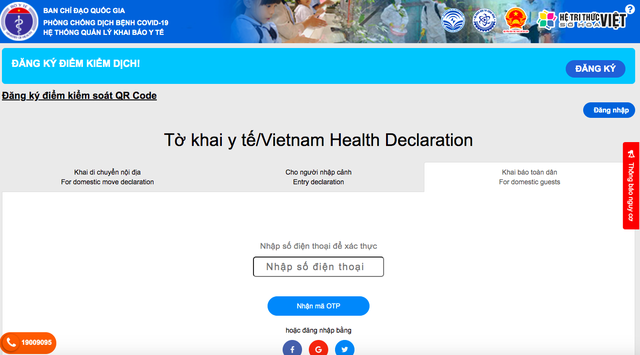 BAN CHỈ ĐẠO QUỐC GIA
PHÒNG CHỐNG DỊCH BỆNH COVID-19
HỆ THỐNG QUẢN LÝ KHAI BÁO Y TẾ
HỆ TRI THỨC
VIỆT
SỐ HOÁ
?
ĐĂNG KÝ ĐIỂM KIỂM DỊCH!
ĐĂNG KÝ
Đăng ký điểm kiểm soát QR Code
Đăng nhập
Tờ khai y tế/Vietnam Health Declaration
Khai di chuyển nội địa
For domestic move declaration
Cho người nhập cảnh
Entry declaration
Khai báo toàn dân
For domestic guests
Thông báo nguy cơ
Nhập số điện thoại để xác thực
Nhập số điện thoại
Nhận mã OTP
hoặc đăng nhập bằng
19009095